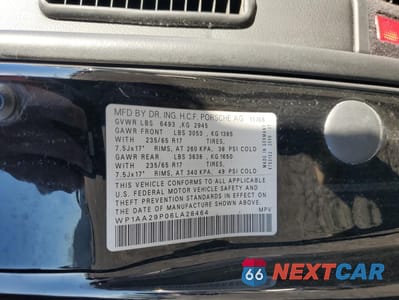 MFD BY DR. ING. H.C.F. PORSCHE AG
GVWR LBS 6493 , KG 2945
GAWR FRONT LBS 3053 , KG 1385
WITH 235/65 R17 TIRES,
7.5Jx17 RIMS, AT 260 KPA, 38 PSI COLD
GAWR REAR LBS 3638 , KG 1650
WITH 235/65 R17 TIRES,
7.5Jx17 RIMS, AT 340 KPA, 49 PSI COLD
THIS VEHICLE CONFORMS TO ALL APPLICABLE
U.S. FEDERAL MOTOR VEHICLE SAFETY AND
THEFT PREVENTION STANDARDS IN EFFECT ON
THE DATE OF MANUFACTURE SHOWN ABOVE.
WP1AA29P06LA28464 MPV
66 NEXTCAR